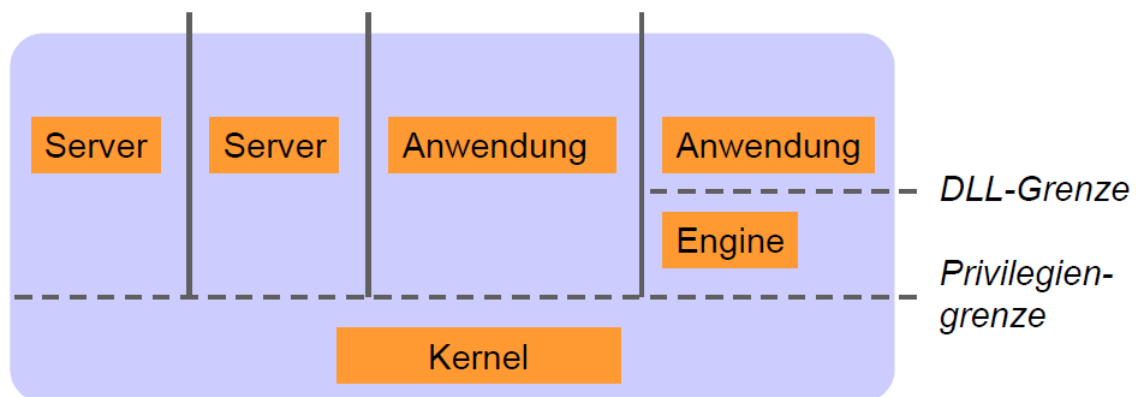 Server
Server
Anwendung
Anwendung
DLL-Grenze
Engine
Privilegien-
grenze
Kernel